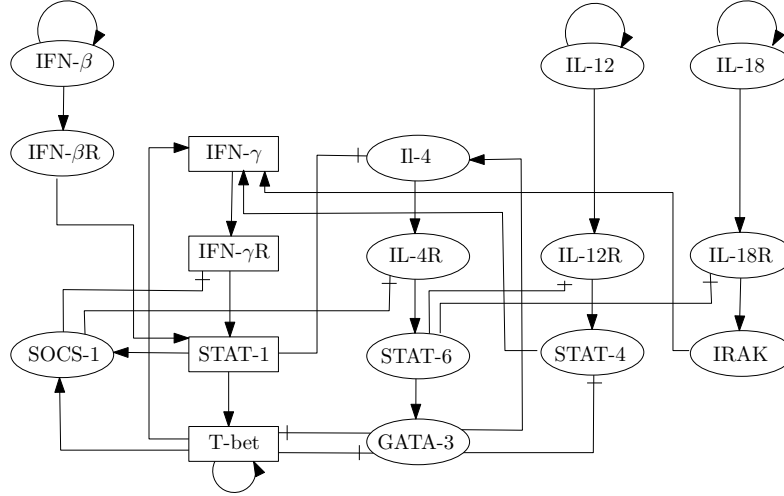 IFN-β
IL-12
IL-18
IFN-βR
IFN-γ
Il-4
IFN-γR
IL-4R
IL-12R
IL-18R
SOCS-1
STAT-1
STAT-6
STAT-4
IRAK
T-bet
GATA-3